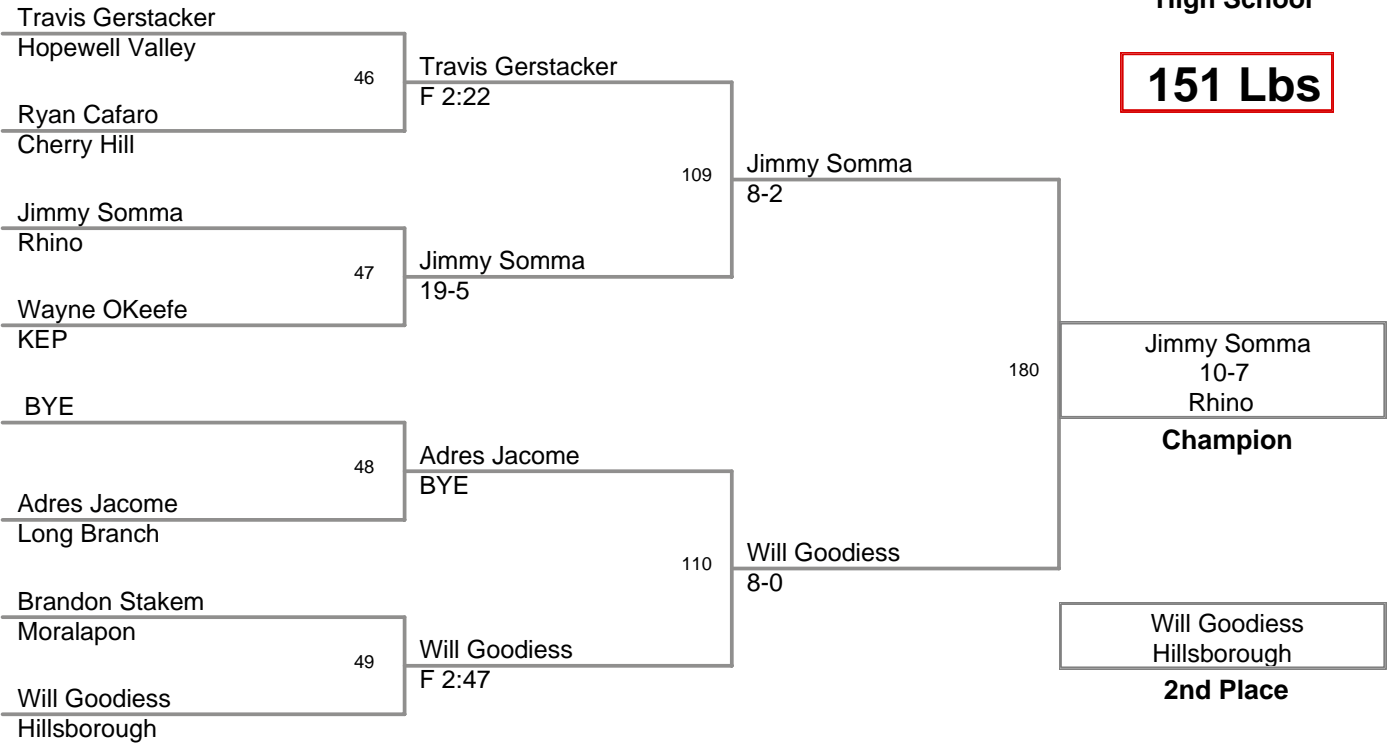 High School
151 Lbs
Travis Gerstacker
Hopewell Valley
46
Ryan Cafaro
Cherry Hill
Jimmy Somma
Rhino
47
Wayne OKeefe
KEP
BYE
48
Adres Jacome
Long Branch
Brandon Stakem
Moralapon
49
Will Goodiess
Hillsborough
Travis Gerstacker
F 2:22
109
Jimmy Somma
19-5
Adres Jacome
BYE
110
Will Goodiess
F 2:47
Jimmy Somma
8-2
180
Will Goodiess
8-0
Jimmy Somma
10-7
Rhino
Champion
Will Goodiess
Hillsborough
2nd Place